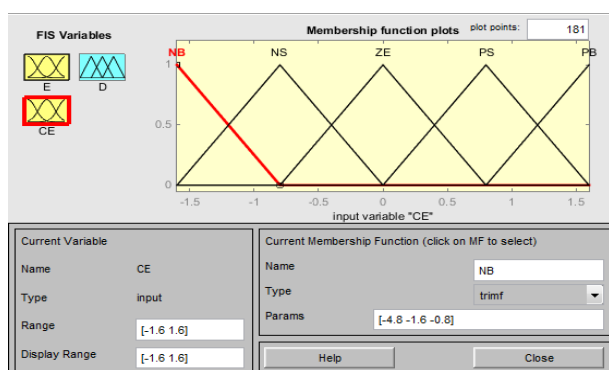 FIS Variables
Membership function plots
plot points:
181
NB
NS
ZE
PS
PB
E
D
CE
1
0.5
0
-1.5
-1
-0.5
0
0.5
1
1.5
input variable "CE"
Current Variable
Name
CE
Type
input
Range
[-1.6 1.6]
Display Range
[-1.6 1.6]
Current Membership Function (click on MF to select)
Name
NB
Type
trimf
Params
[-4.8 -1.6 -0.8]
Help
Close